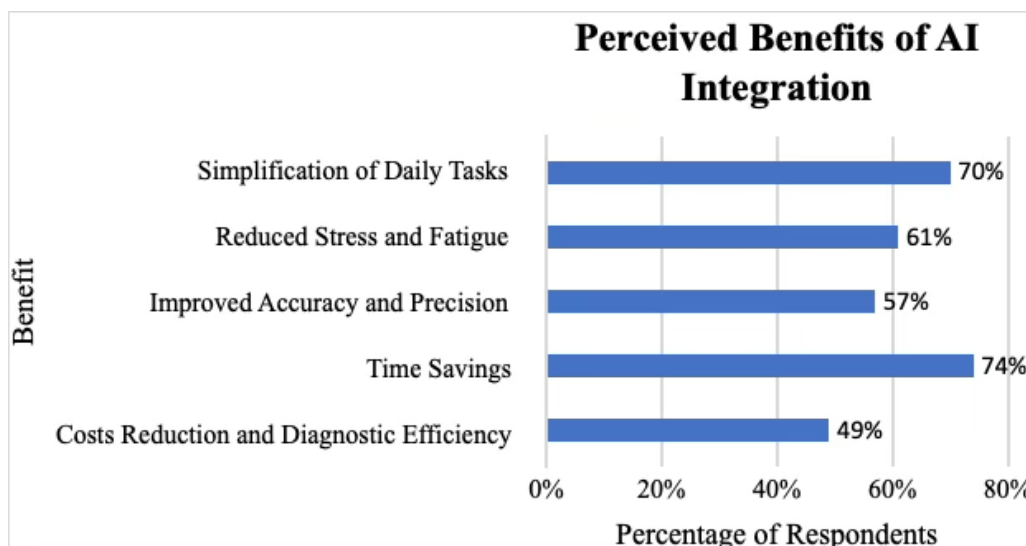 Perceived Benefits of AI
Integration
Simplification of Daily Tasks
70%
Reduced Stress and Fatigue
61%
Improved Accuracy and Precision
57%
Time Savings
74%
Costs Reduction and Diagnostic Efficiency
49%
Benefit
0% 20% 40% 60% 80%
Percentage of Respondents